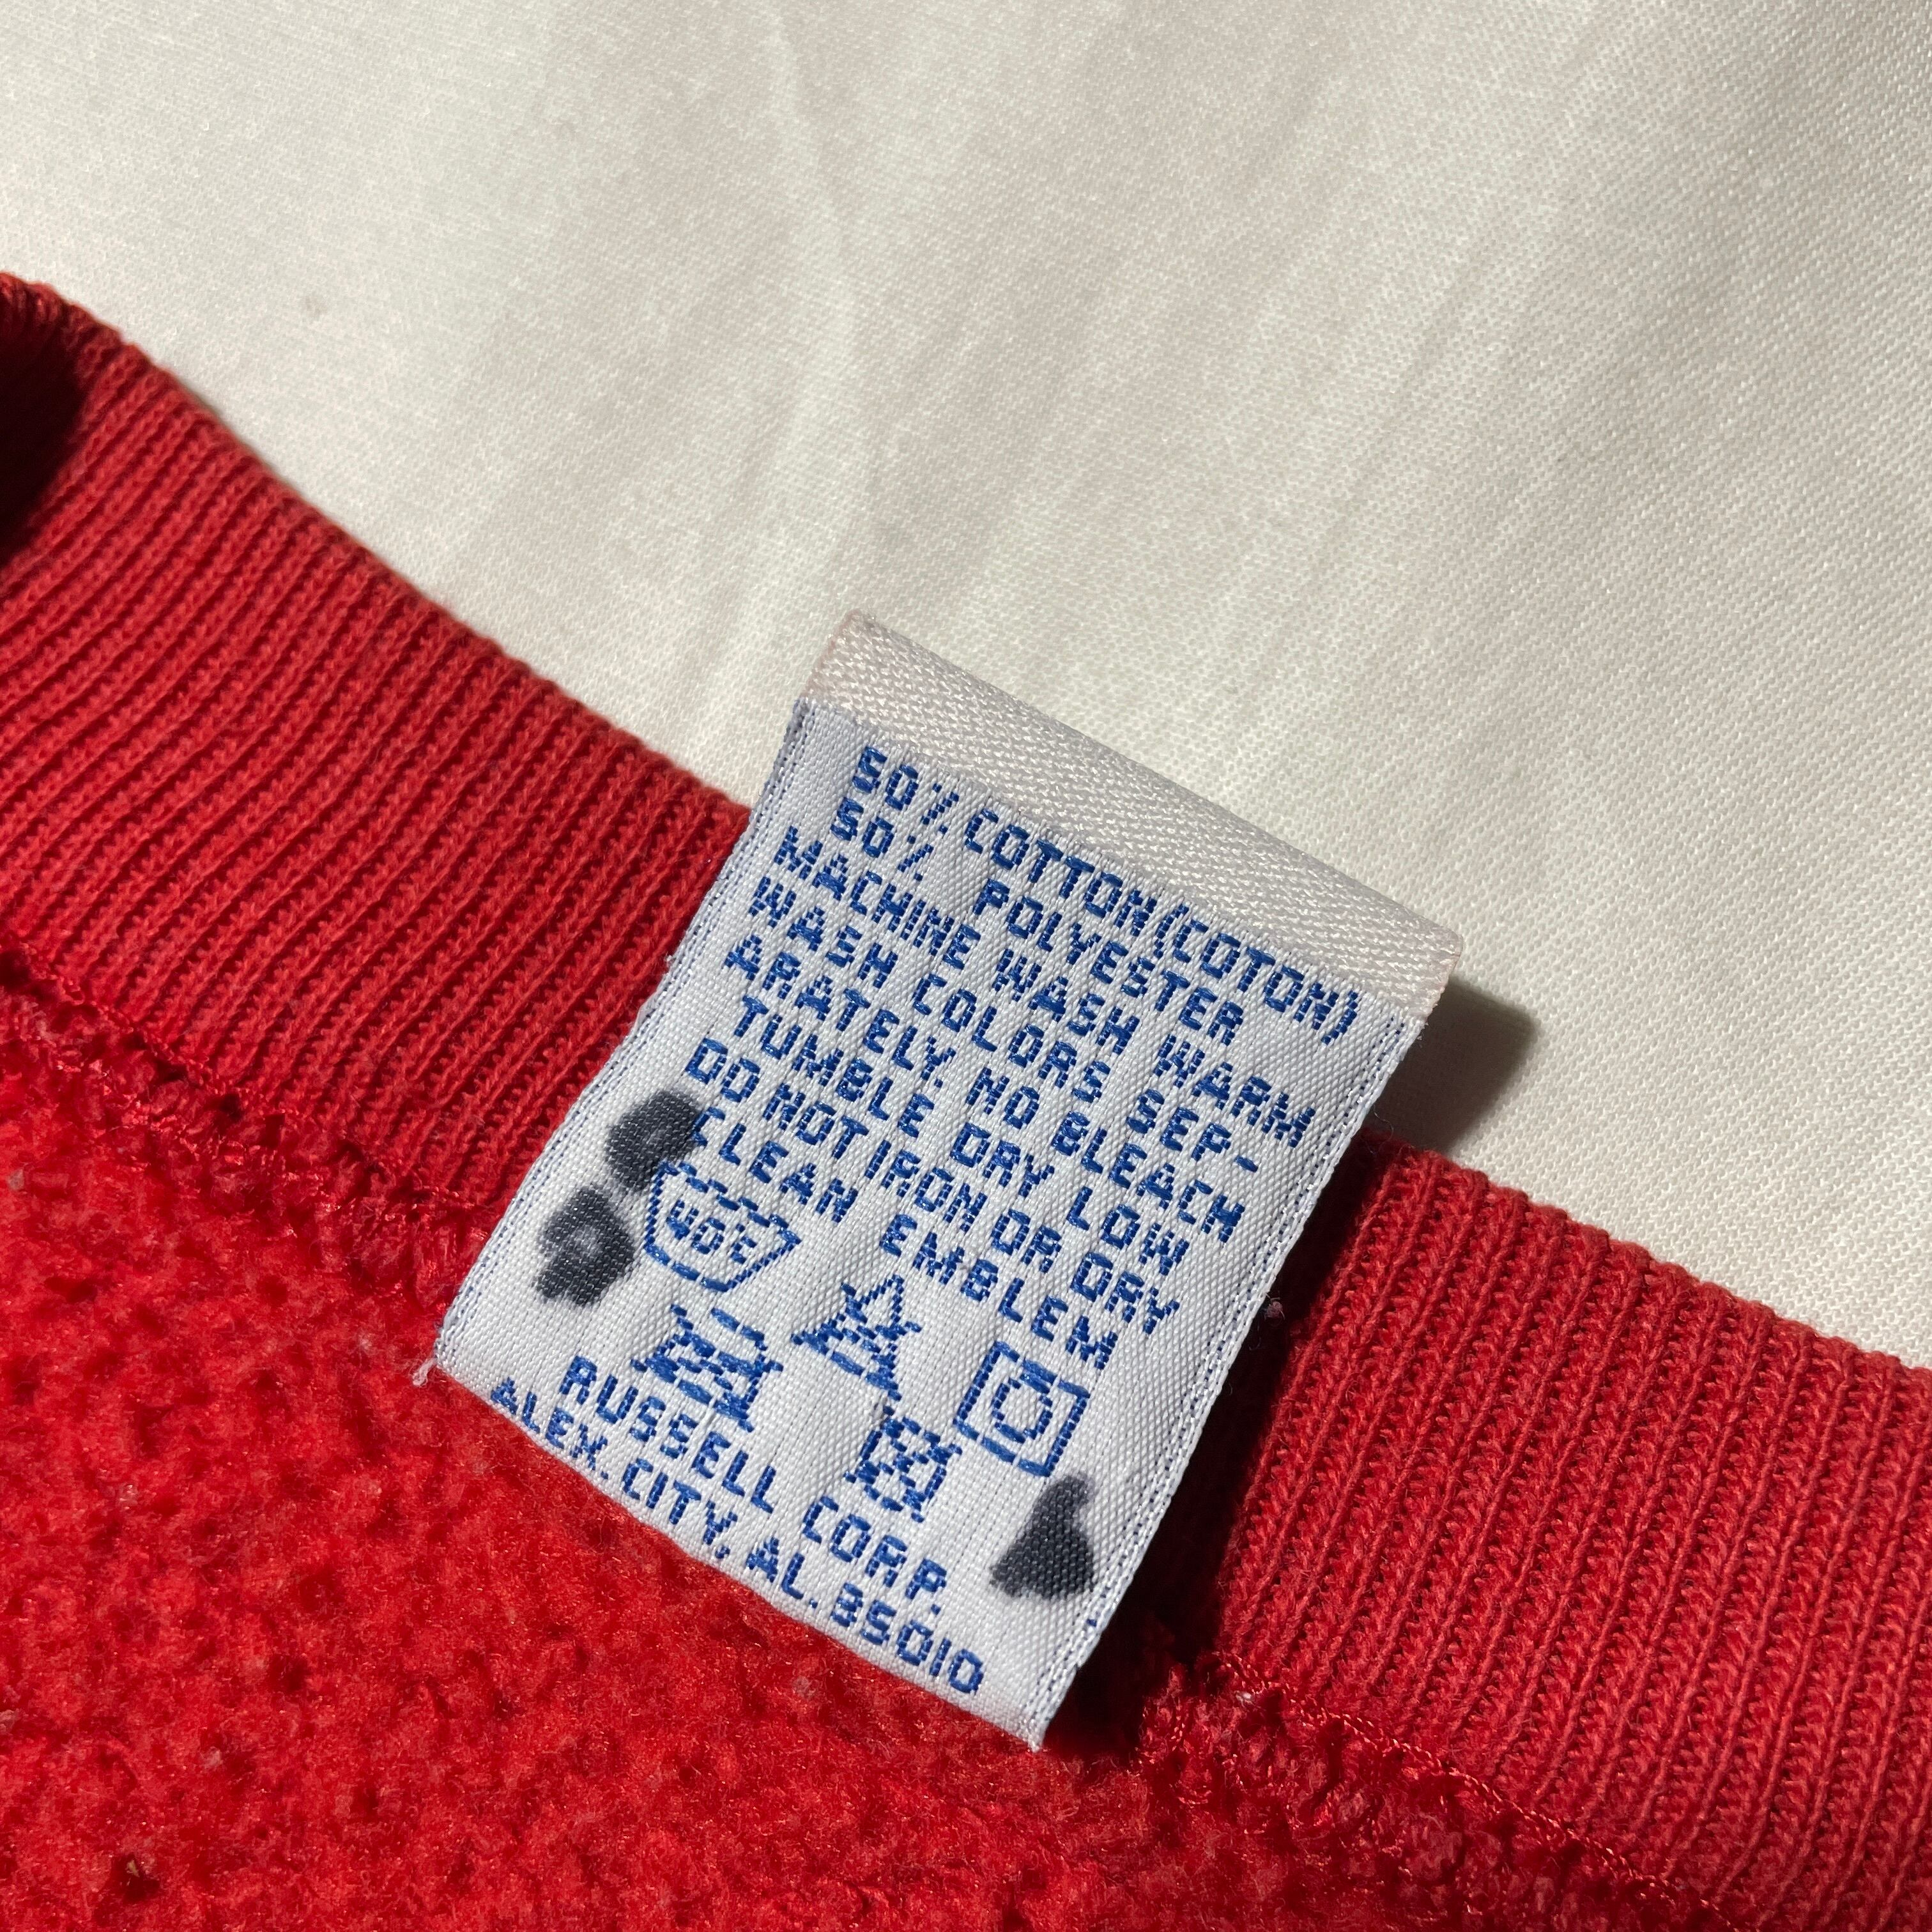 50% COTTON(COTON)
50% POLYESTER
MACHINE WASH WARM
WASH COLORS SEP-
ARATELY. NO BLEACH
TUMBLE DRY LOW
DO NOT IRON OR DRY
CLEAN EMBLEM
40°C
RUSSELL CORP.
ALEX. CITY, AL. 35010